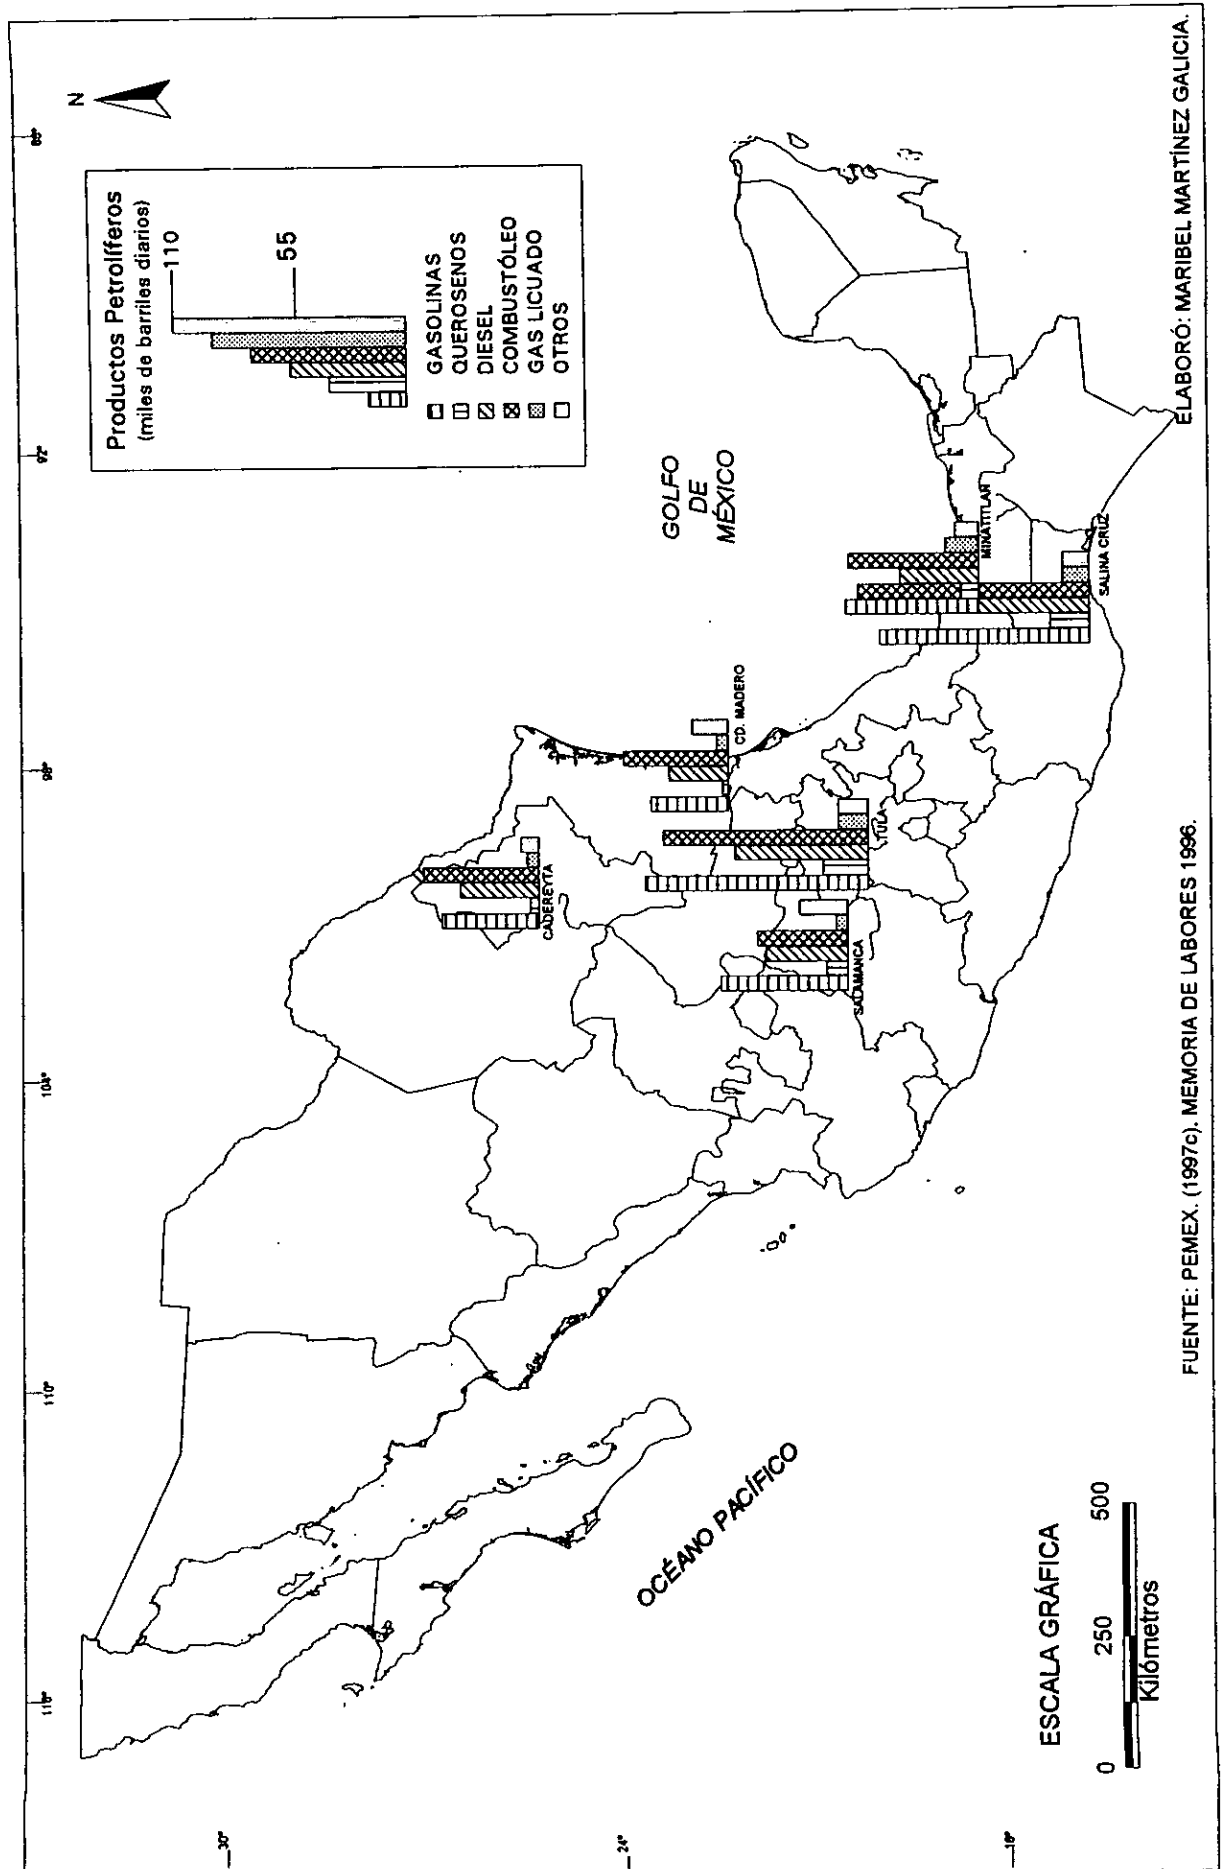 116°
110°
104°
98°
92°
86°
30°
24°
18°
N
Productos Petrolíferos
(miles de barriles diarios)
110
55
GASOLINAS
QUEROSENOS
DIESEL
COMBUSTÓLEO
GAS LICUADO
OTROS
GOLFO
DE
MÉXICO
CADEREYTA
CD. MADERO
TULA
SALAMANCA
MINATITLAN
SALINA CRUZ
OCÉANO PACÍFICO
ESCALA GRÁFICA
0 250 500
Kilómetros
FUENTE: PEMEX. (1997c). MEMORIA DE LABORES 1996.
ELABORÓ: MARIBEL MARTÍNEZ GALICIA.